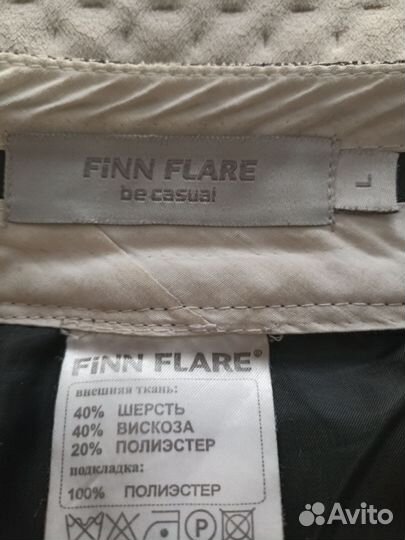 FiNN FLARE
be casual
L
FiNN FLARE®
внешняя ткань:
40% ШЕРСТЬ
40% ВИСКОЗА
20% ПОЛИЭСТЕР
подкладка:
100% ПОЛИЭСТЕР
P
Avito